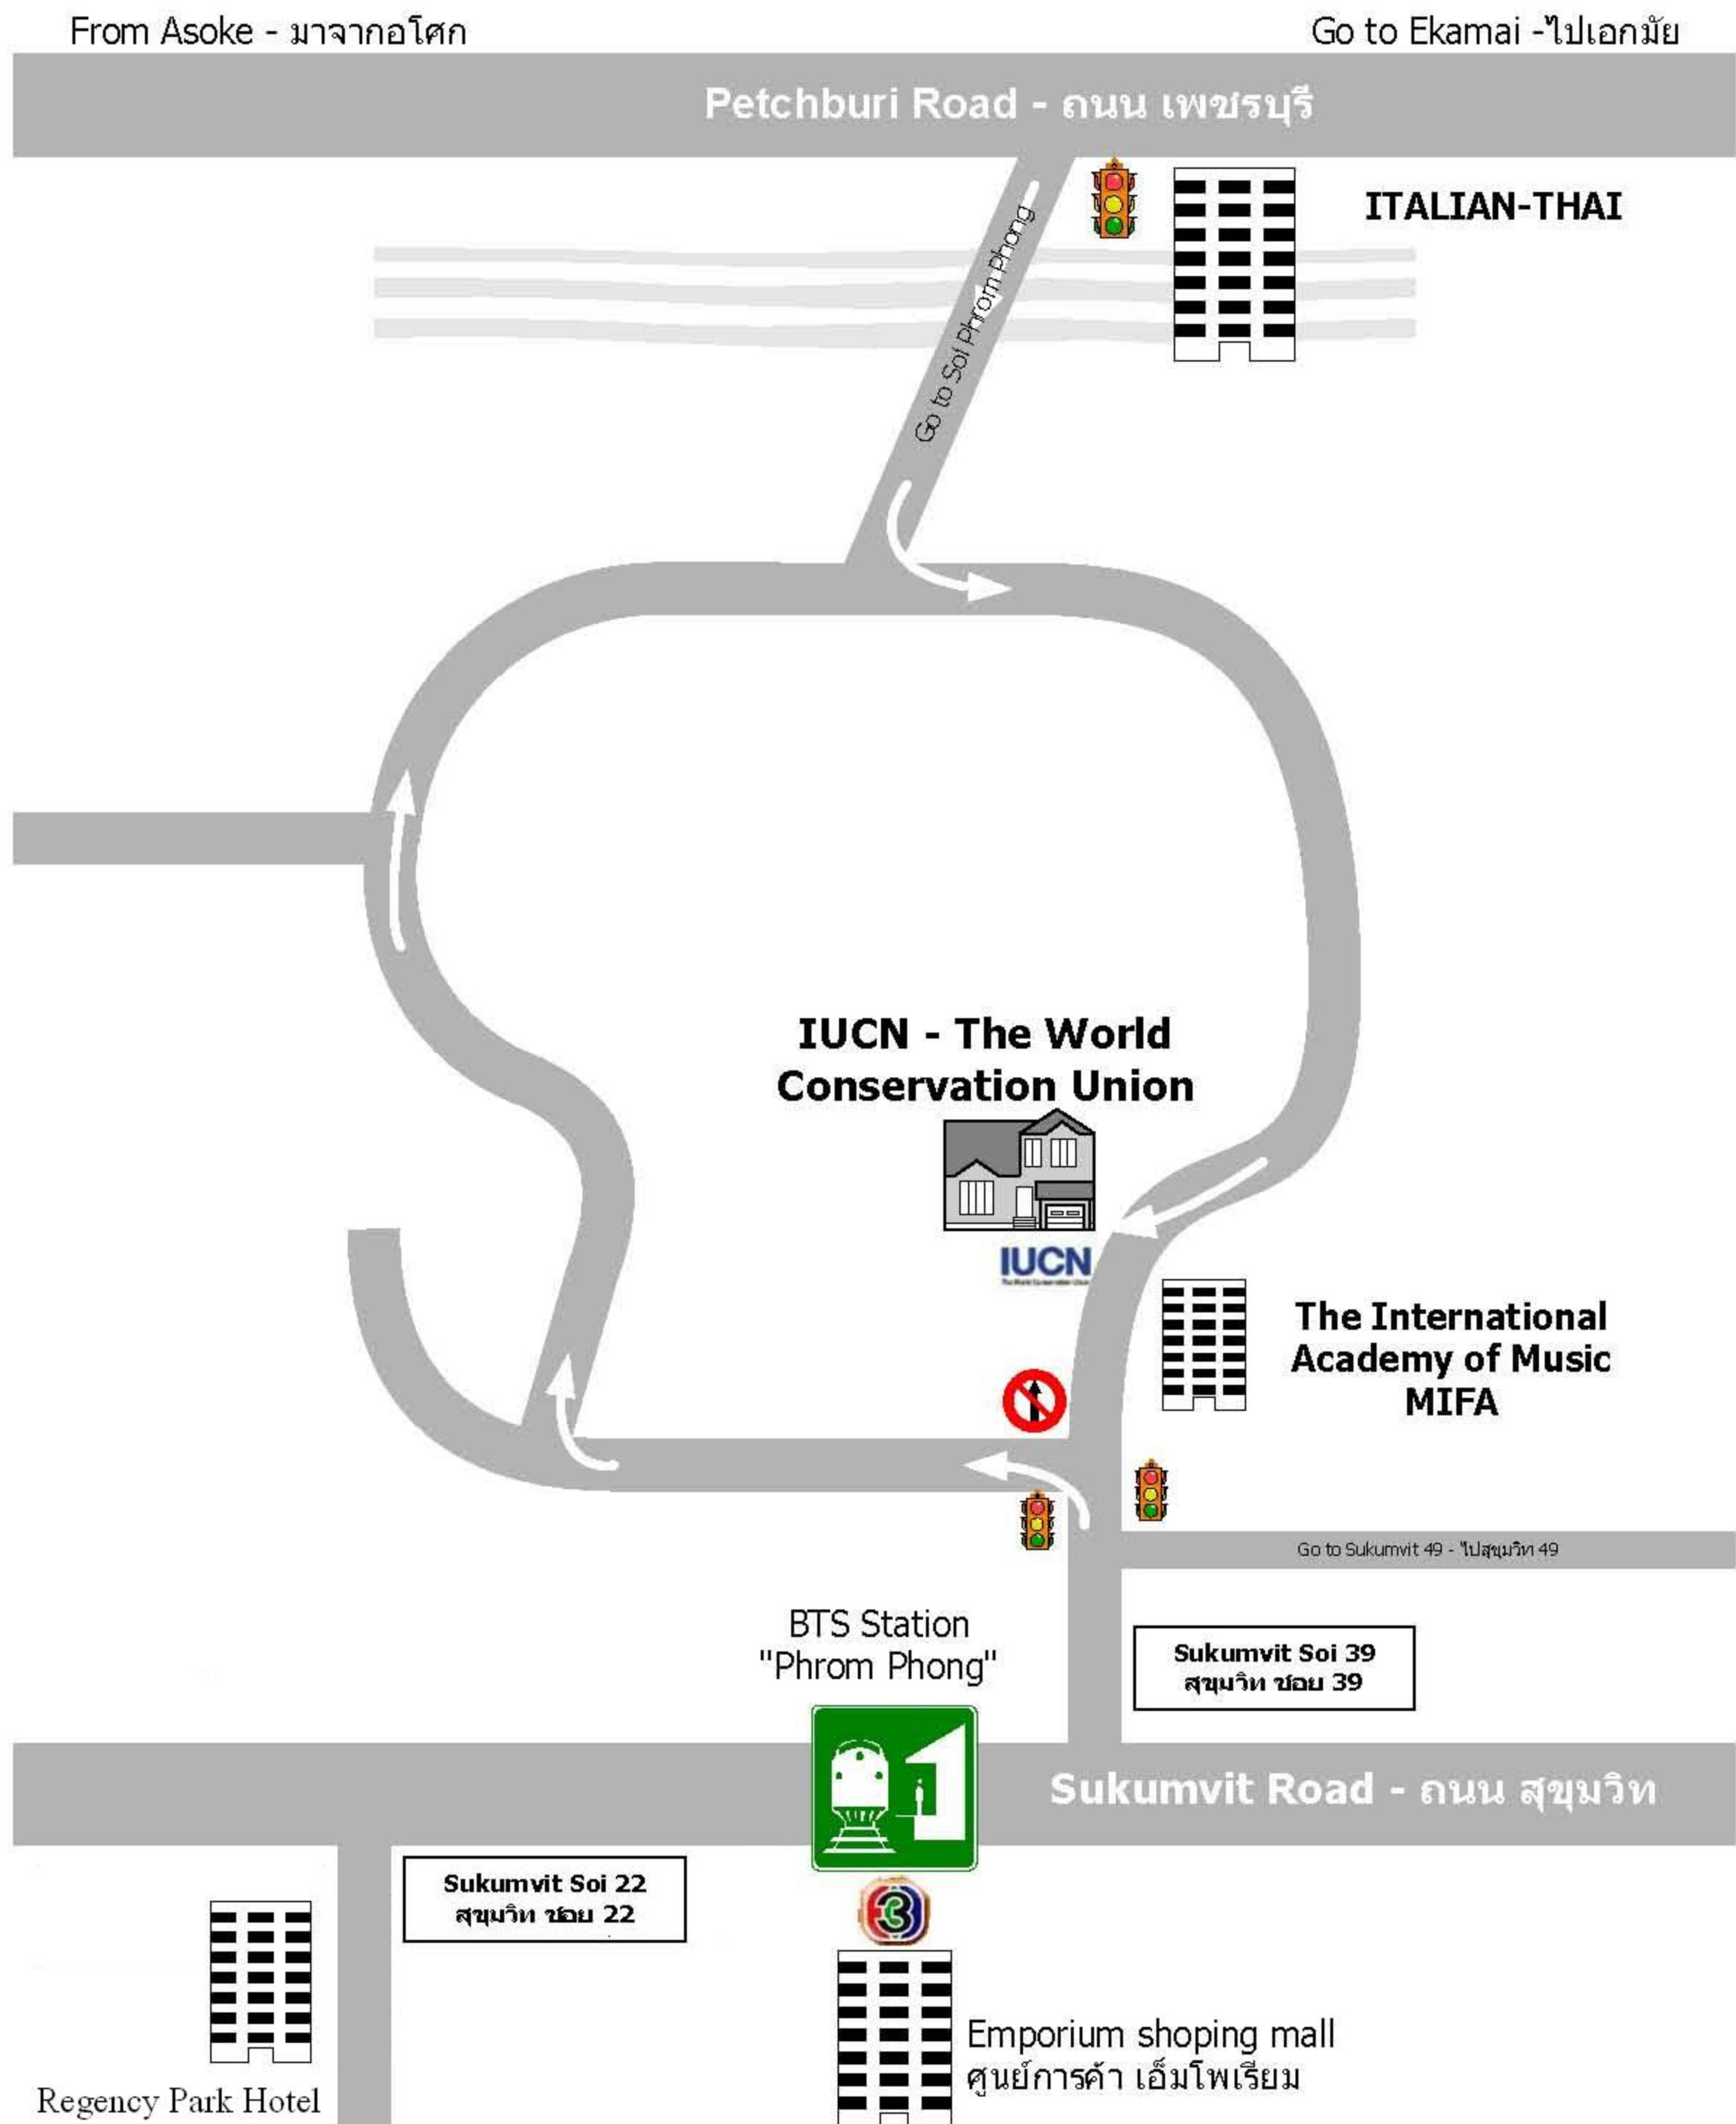 From Asoke - มาจากอโศก
Go to Ekamai -ไปเอกมัย
Petchburi Road - ถนน เพชรบุรี
ITALIAN-THAI
Go to Soi Phrom Phong
IUCN - The World
Conservation Union
IUCN
The International
Academy of Music
MIFA
Go to Sukumvit 49 - ไปสุขุมวิท 49
BTS Station
"Phrom Phong"
Sukumvit Soi 39
สุขุมวิท ซอย 39
Sukumvit Road - ถนน สุขุมวิท
Sukumvit Soi 22
สุขุมวิท ซอย 22
3
Emporium shoping mall
ศูนย์การค้า เอ็มโพเรียม
Regency Park Hotel